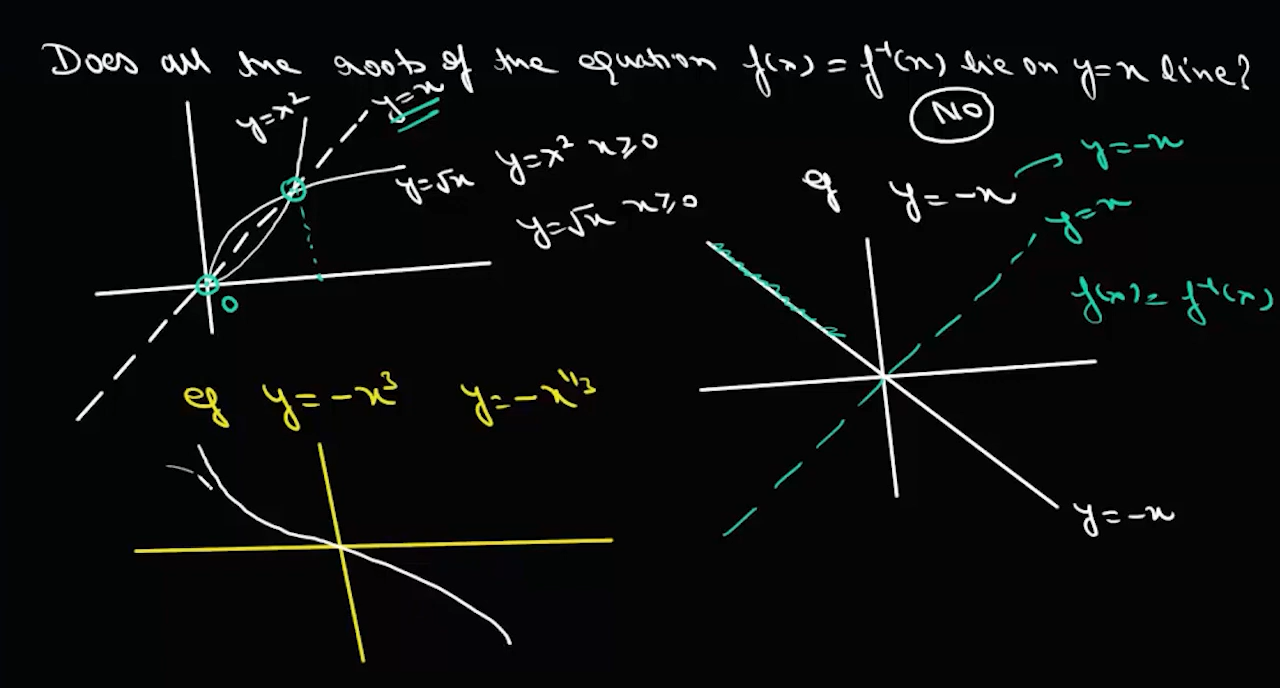 Does all the roots of the equation f(x) = f⁻¹(x) lie on y=x line?
NO
y=x²
y=x
y=√x
y=x² x≥0
y=√x x≥0
0
eg y=-x
y=-x
y=x
f(x)=f⁻¹(x)
y=-x
eg y=-x³ y=-x^1/3